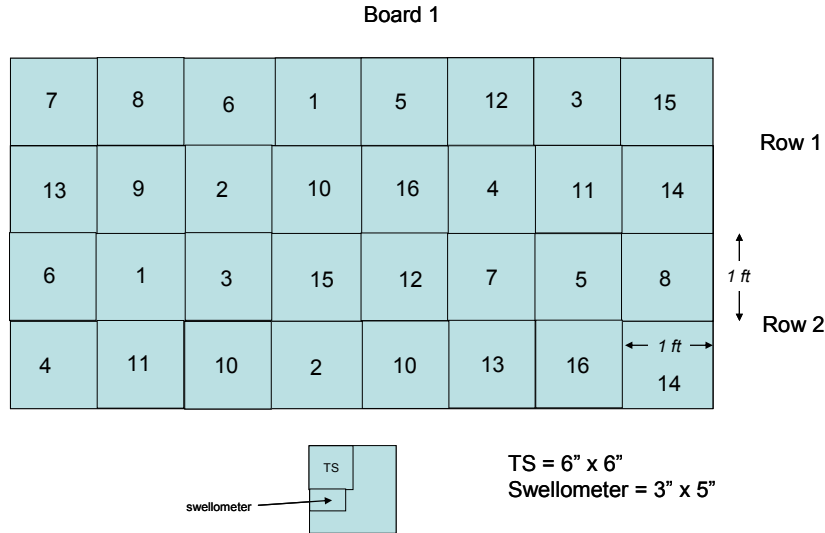 Board 1
7 8 6 1 5 12 3 15
Row 1
13 9 2 10 16 4 11 14
6 1 3 15 12 7 5 8
1 ft
Row 2
4 11 10 2 10 13 16 1 ft
14
TS
swellometer
TS = 6” x 6”
Swellometer = 3” x 5”